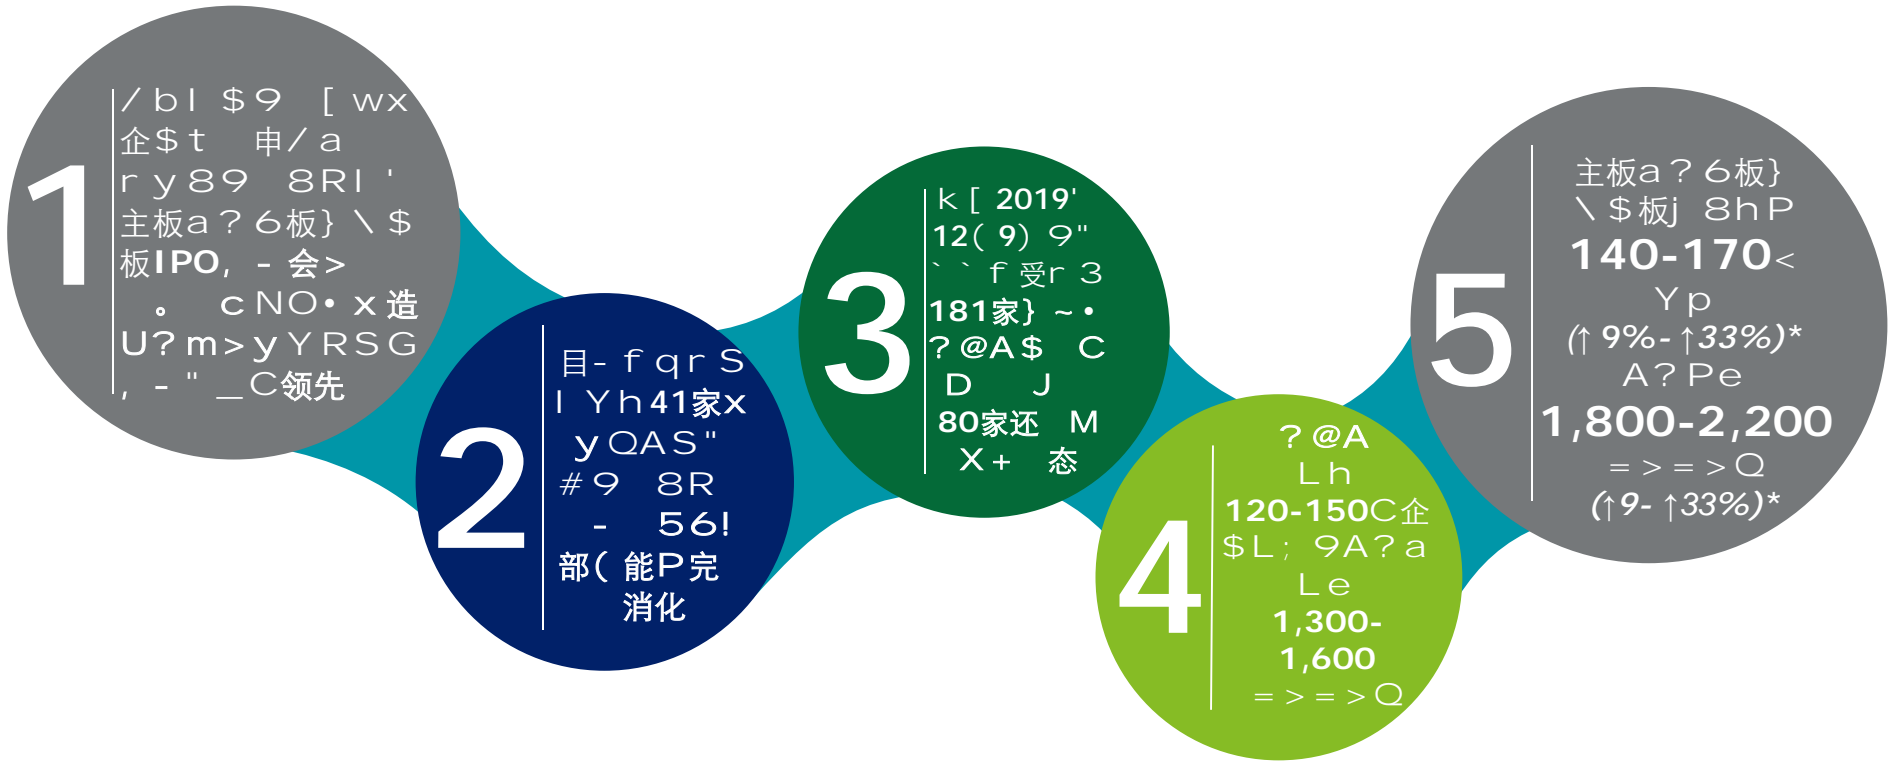 1
/bl $9 [ wx
企$t 申/a
ry89 8Rl '
主板a?6板}\$
板IPO, - 会>
。 cNO•x造
U?m>yYRSG
, - " _C领先
2
目-fqrS
lYh41家x
yQAS"
#9 8R
- 56!
部( 能P完
消化
3
k [ 2019'
12( 9) 9"
``f受r3
181家} ~•
?@A$ C
D J
80家还 M
X+ 态
4
?@A
Lh
120-150C企
$L; 9A?a
Le
1,300-
1,600
=>=>Q
5
主板a?6板}
\$板j 8hP
140-170<
Yp
(↑ 9%- ↑33%)*
A?Pe
1,800-2,200
=>=>Q
(↑9- ↑33%)*